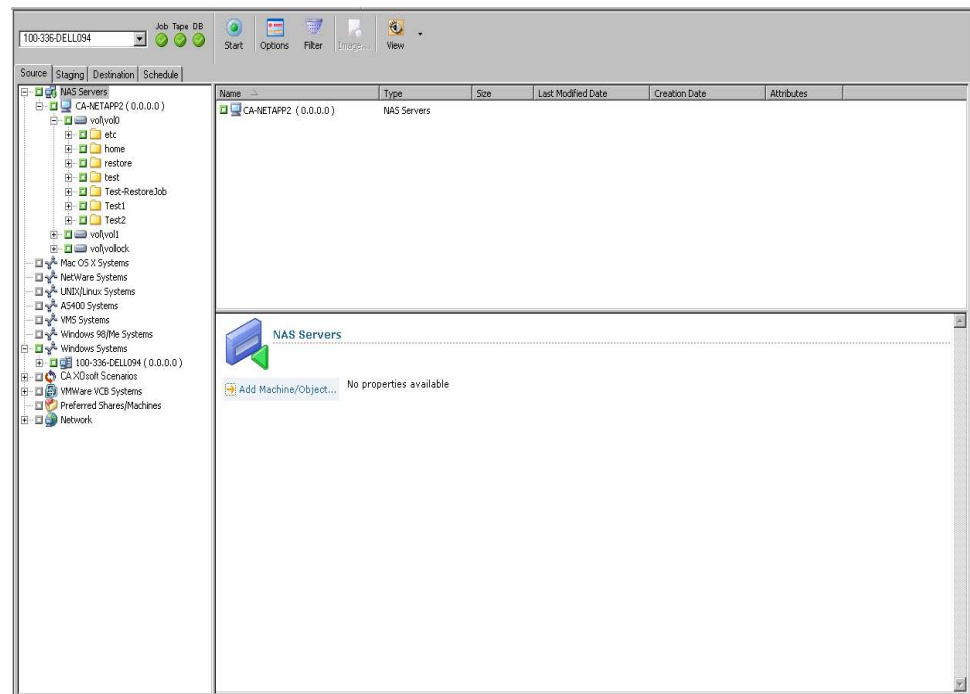 Job Tape DB
100-336-DELL094
Start Options Filter Image... View
Source Staging Destination Schedule
NAS Servers
CA-NETAPP2 ( 0.0.0.0 )
vol\vol0
etc
home
restore
test
Test-RestoreJob
Test1
Test2
vol\vol1
vol\vollock
Mac OS X Systems
NetWare Systems
UNIX/Linux Systems
AS400 Systems
VMS Systems
Windows 98/Me Systems
Windows Systems
100-336-DELL094 ( 0.0.0.0 )
CA XOsoft Scenarios
VMWare VCB Systems
Preferred Shares/Machines
Network
Name Type Size Last Modified Date Creation Date Attributes
CA-NETAPP2 ( 0.0.0.0 ) NAS Servers
NAS Servers
Add Machine/Object... No properties available